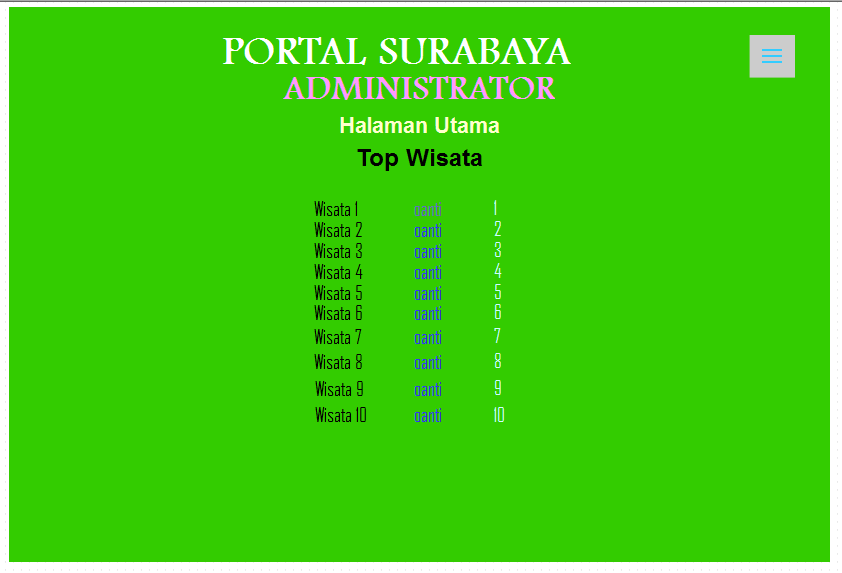 PORTAL SURABAYA
ADMINISTRATOR
Halaman Utama
Top Wisata
Wisata 1 ganti 1
Wisata 2 ganti 2
Wisata 3 ganti 3
Wisata 4 ganti 4
Wisata 5 ganti 5
Wisata 6 ganti 6
Wisata 7 ganti 7
Wisata 8 ganti 8
Wisata 9 ganti 9
Wisata 10 ganti 10